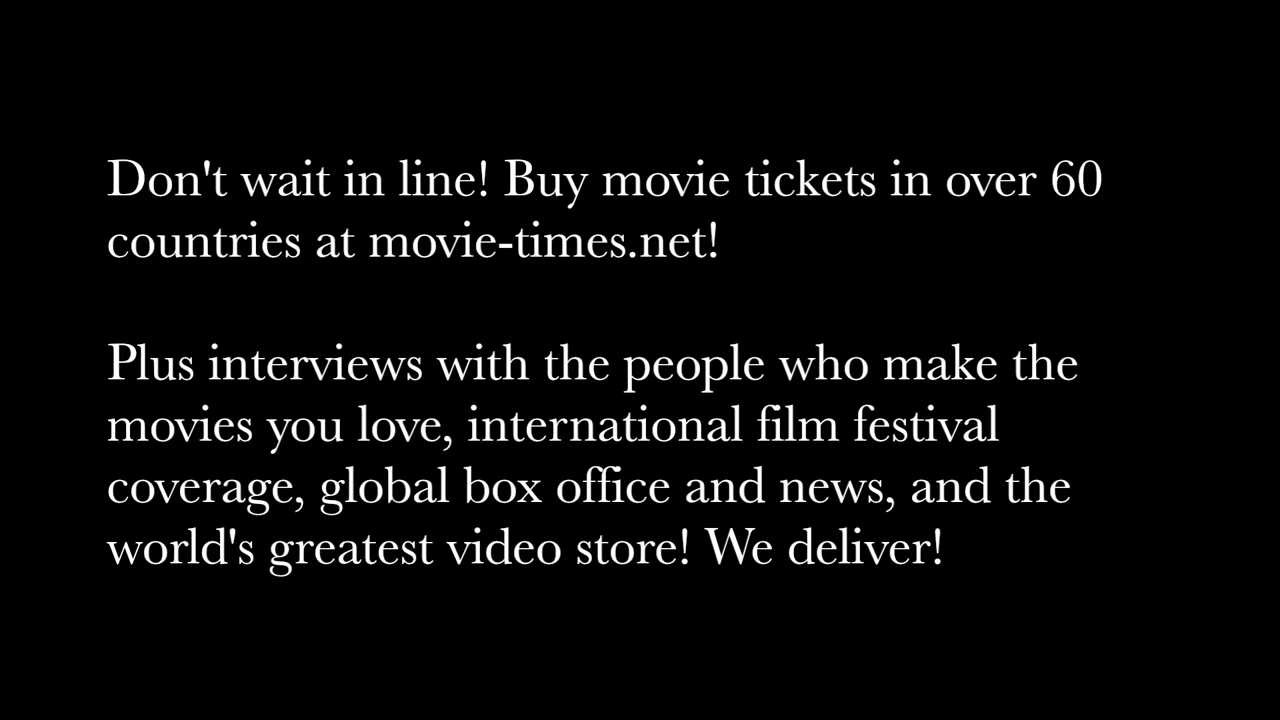 Don't wait in line! Buy movie tickets in over 60
countries at movie-times.net!
Plus interviews with the people who make the
movies you love, international film festival
coverage, global box office and news, and the
world's greatest video store! We deliver!